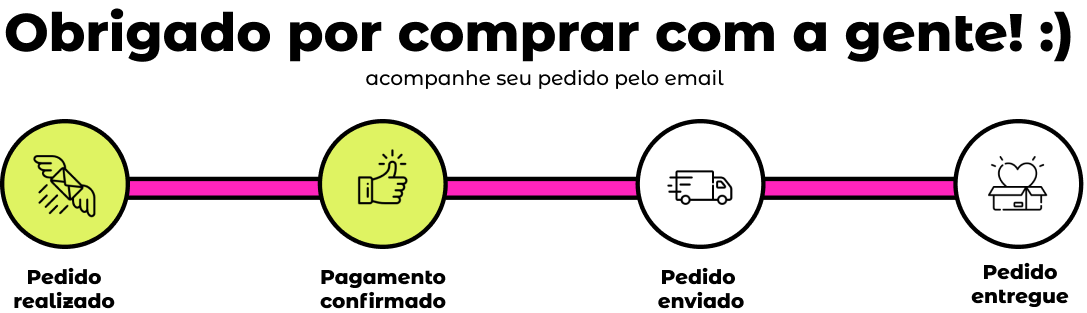 Obrigado por comprar com a gente! :)
acompanhe seu pedido pelo email
Pedido
realizado
Pagamento
confirmado
Pedido
enviado
Pedido
entregue